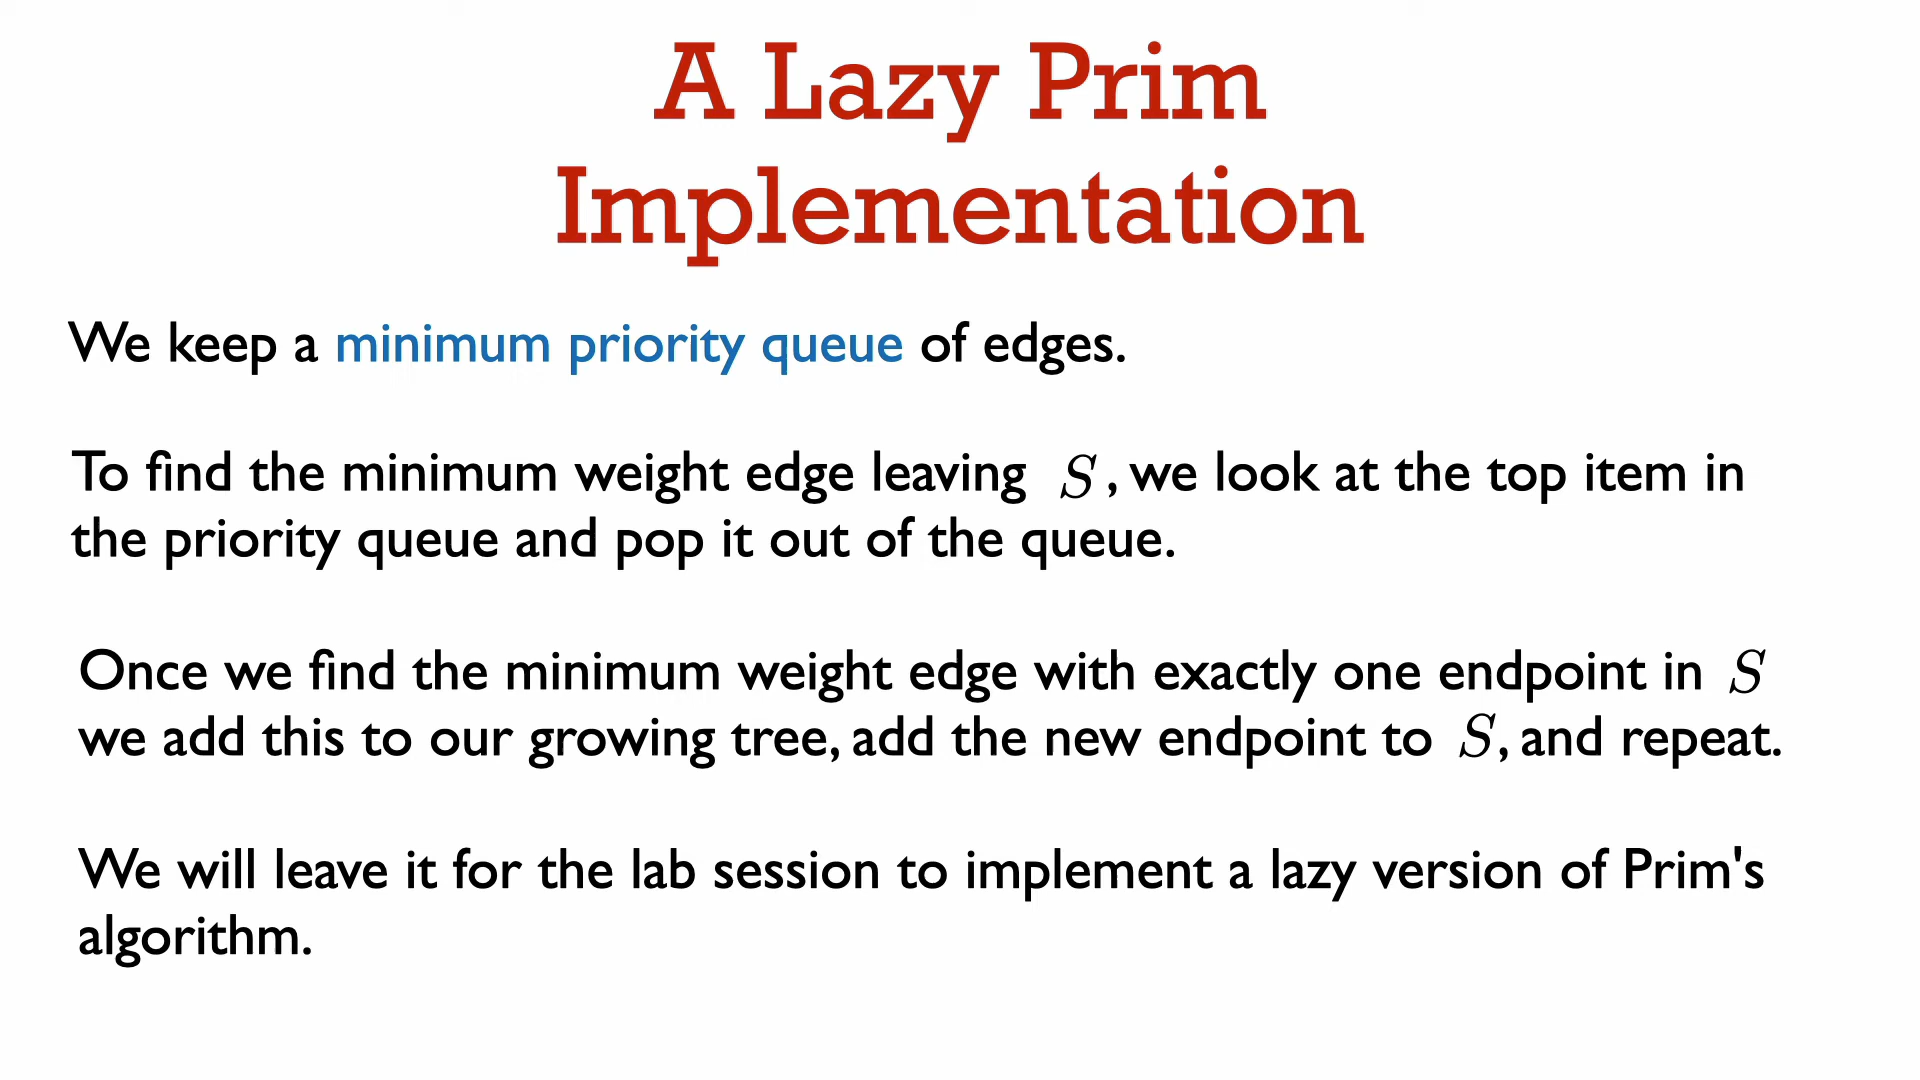 A Lazy Prim
Implementation
We keep a minimum priority queue of edges.
To find the minimum weight edge leaving S, we look at the top item in
the priority queue and pop it out of the queue.
Once we find the minimum weight edge with exactly one endpoint in S
we add this to our growing tree, add the new endpoint to S, and repeat.
We will leave it for the lab session to implement a lazy version of Prim's
algorithm.